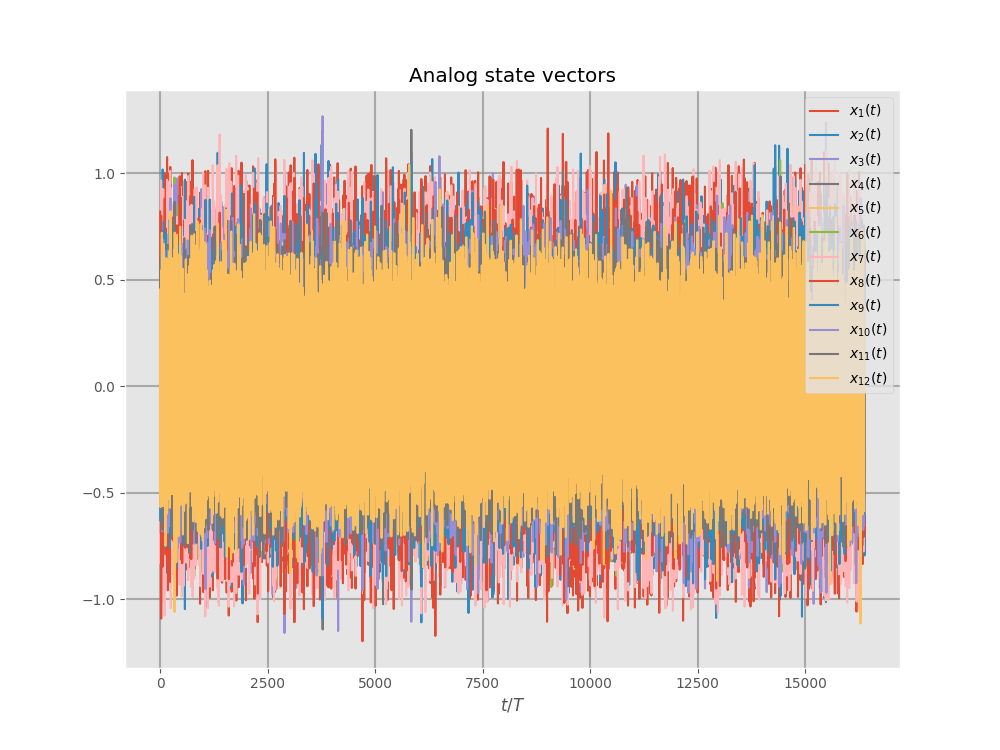 Analog state vectors
1.0
0.5
0.0
−0.5
−1.0
0 2500 5000 7500 10000 12500 15000
t/T
x₁(t)
x₂(t)
x₃(t)
x₄(t)
x₅(t)
x₆(t)
x₇(t)
x₈(t)
x₉(t)
x₁₀(t)
x₁₁(t)
x₁₂(t)